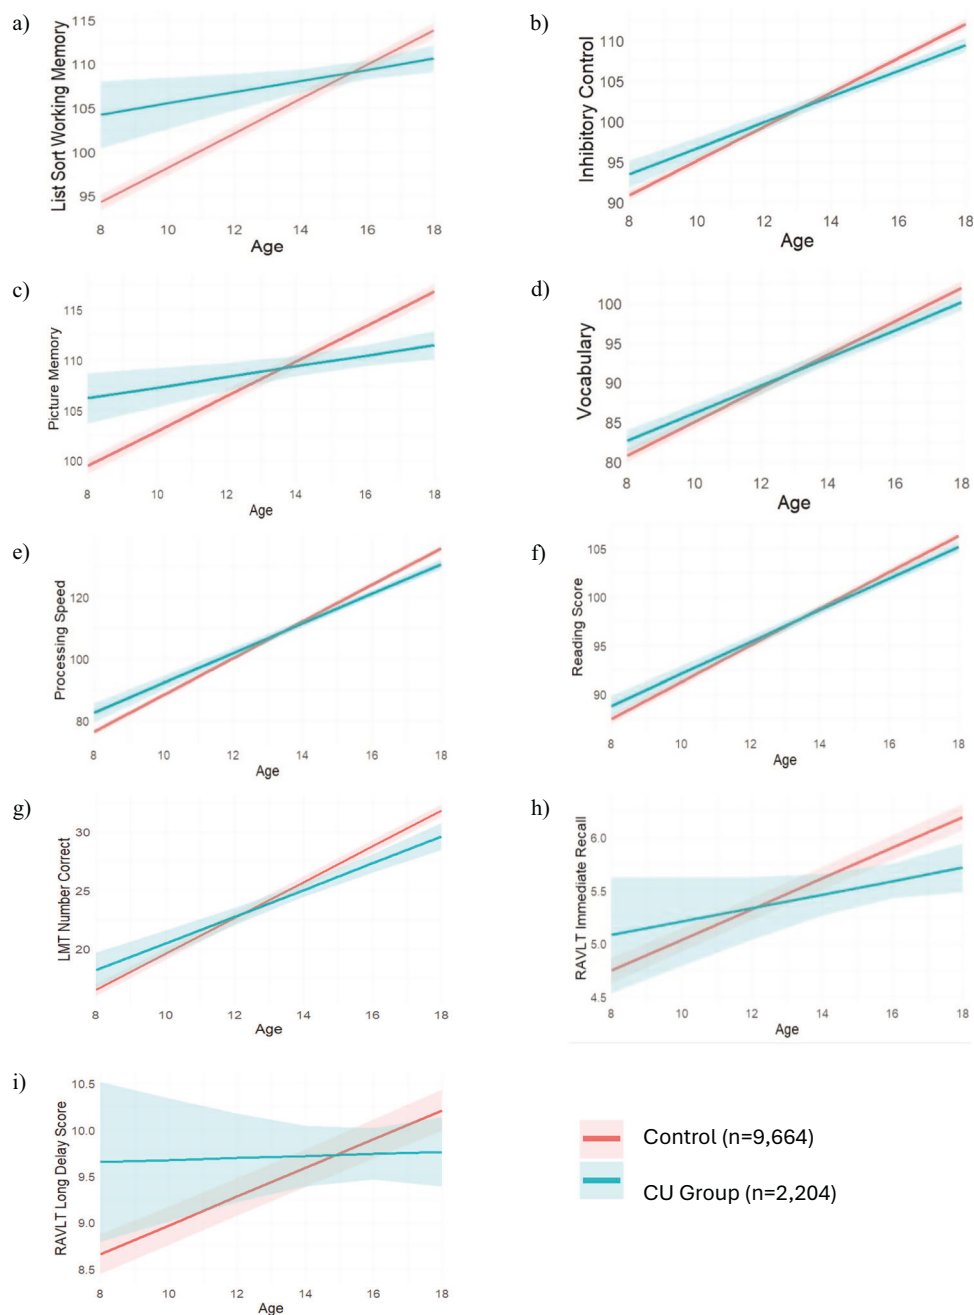 a)
List Sort Working Memory
115
110
105
100
95
8 10 12 14 16 18
Age
b)
Inhibitory Control
110
105
100
95
90
8 10 12 14 16 18
Age
c)
Picture Memory
115
110
105
100
8 10 12 14 16 18
Age
d)
Vocabulary
100
95
90
85
80
8 10 12 14 16 18
Age
e)
Processing Speed
120
100
80
8 10 12 14 16 18
Age
f)
Reading Score
105
100
95
90
8 10 12 14 16 18
Age
g)
LMT Number Correct
30
25
20
8 10 12 14 16 18
Age
h)
RAVLT Immediate Recall
6.0
5.5
5.0
4.5
8 10 12 14 16 18
Age
i)
RAVLT Long Delay Score
10.5
10.0
9.5
9.0
8.5
8 10 12 14 16 18
Age
Control (n=9,664)
CU Group (n=2,204)